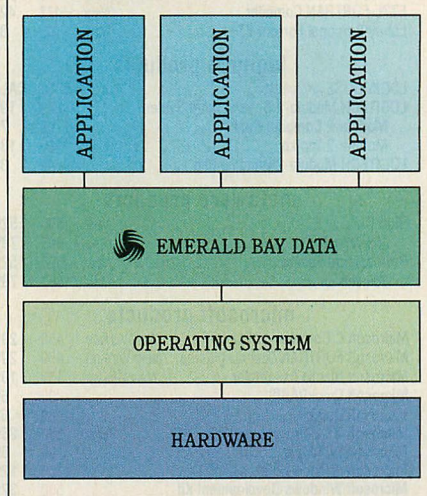 APPLICATION
APPLICATION
APPLICATION
EMERALD BAY DATA
OPERATING SYSTEM
HARDWARE